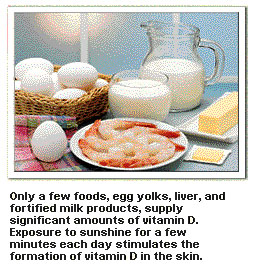 Only a few foods, egg yolks, liver, and
fortified milk products, supply
significant amounts of vitamin D.
Exposure to sunshine for a few
minutes each day stimulates the
formation of vitamin D in the skin.